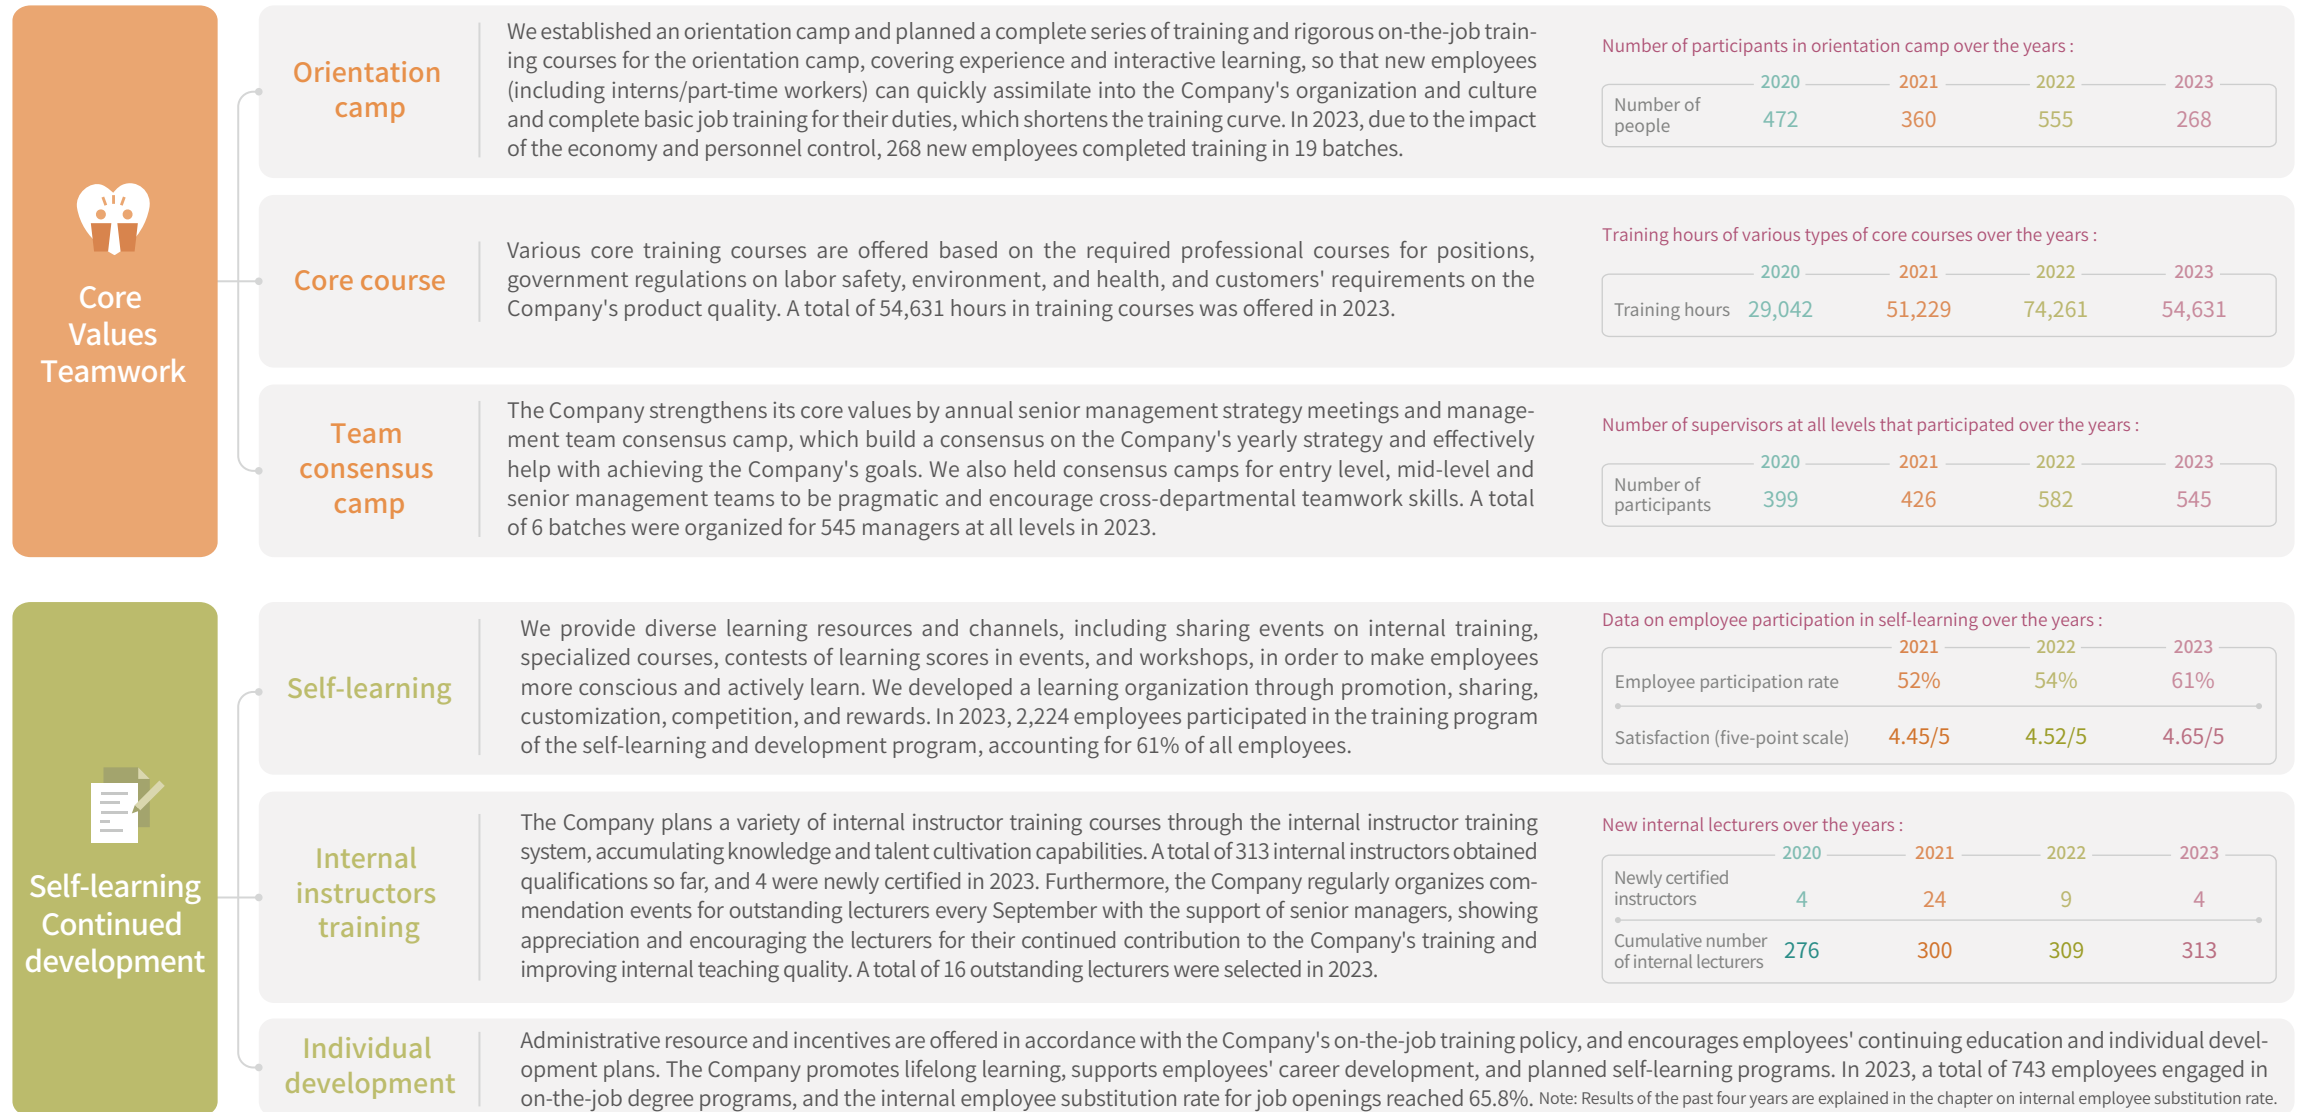 Core
Values
Teamwork
Orientation
camp
We established an orientation camp and planned a complete series of training and rigorous on-the-job train-
ing courses for the orientation camp, covering experience and interactive learning, so that new employees
(including interns/part-time workers) can quickly assimilate into the Company's organization and culture
and complete basic job training for their duties, which shortens the training curve. In 2023, due to the impact
of the economy and personnel control, 268 new employees completed training in 19 batches.
Number of participants in orientation camp over the years :
2020 2021 2022 2023
Number of
people
472 360 555 268
Core course
Various core training courses are offered based on the required professional courses for positions,
government regulations on labor safety, environment, and health, and customers' requirements on the
Company's product quality. A total of 54,631 hours in training courses was offered in 2023.
Training hours of various types of core courses over the years :
2020 2021 2022 2023
Training hours 29,042 51,229 74,261 54,631
Team
consensus
camp
The Company strengthens its core values by annual senior management strategy meetings and manage-
ment team consensus camp, which build a consensus on the Company's yearly strategy and effectively
help with achieving the Company's goals. We also held consensus camps for entry level, mid-level and
senior management teams to be pragmatic and encourage cross-departmental teamwork skills. A total
of 6 batches were organized for 545 managers at all levels in 2023.
Number of supervisors at all levels that participated over the years :
2020 2021 2022 2023
Number of
participants
399 426 582 545
Self-learning
Continued
development
Self-learning
We provide diverse learning resources and channels, including sharing events on internal training,
specialized courses, contests of learning scores in events, and workshops, in order to make employees
more conscious and actively learn. We developed a learning organization through promotion, sharing,
customization, competition, and rewards. In 2023, 2,224 employees participated in the training program
of the self-learning and development program, accounting for 61% of all employees.
Data on employee participation in self-learning over the years :
2021 2022 2023
Employee participation rate 52% 54% 61%
Satisfaction (five-point scale) 4.45/5 4.52/5 4.65/5
Internal
instructors
training
The Company plans a variety of internal instructor training courses through the internal instructor training
system, accumulating knowledge and talent cultivation capabilities. A total of 313 internal instructors obtained
qualifications so far, and 4 were newly certified in 2023. Furthermore, the Company regularly organizes com-
mendation events for outstanding lecturers every September with the support of senior managers, showing
appreciation and encouraging the lecturers for their continued contribution to the Company's training and
improving internal teaching quality. A total of 16 outstanding lecturers were selected in 2023.
New internal lecturers over the years :
2020 2021 2022 2023
Newly certified
instructors
4 24 9 4
Cumulative number
of internal lecturers
276 300 309 313
Individual
development
Administrative resource and incentives are offered in accordance with the Company's on-the-job training policy, and encourages employees' continuing education and individual devel-
opment plans. The Company promotes lifelong learning, supports employees' career development, and planned self-learning programs. In 2023, a total of 743 employees engaged in
on-the-job degree programs, and the internal employee substitution rate for job openings reached 65.8%. Note: Results of the past four years are explained in the chapter on internal employee substitution rate.